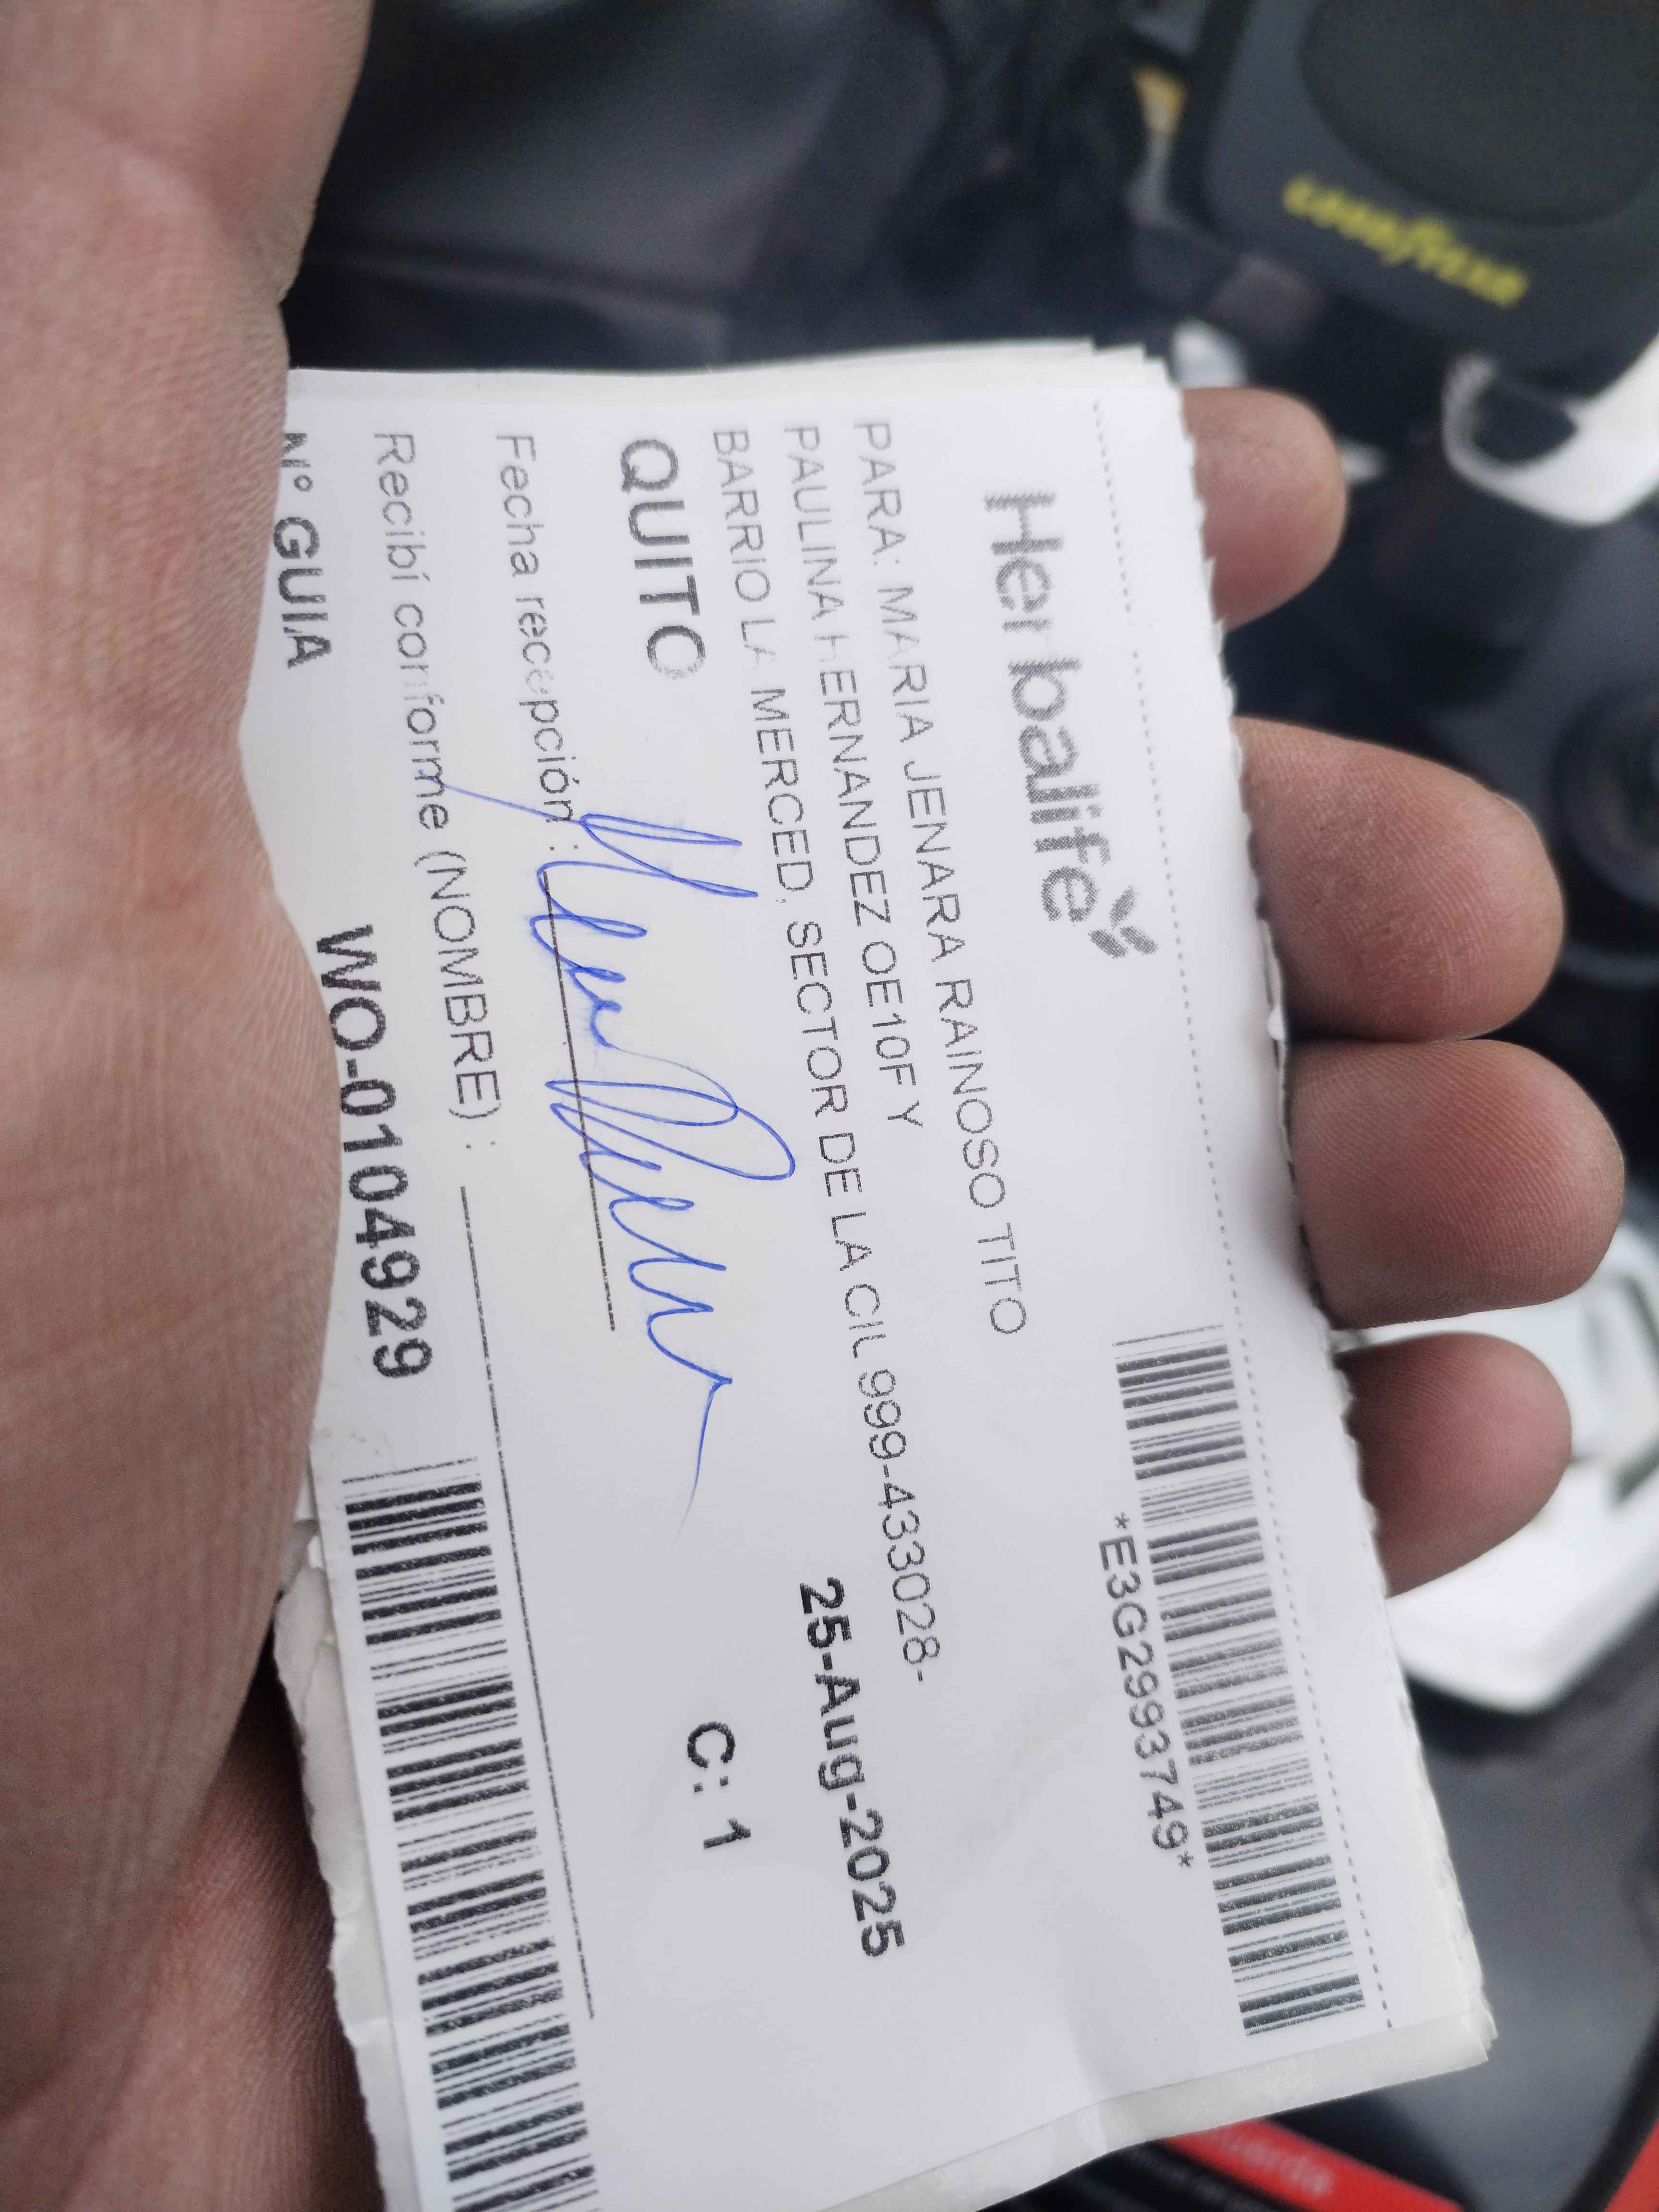 Herbalife
*E3G2993749*
PARA: MARIA JENARA RAINOSO TITO
PAULINA HERNANDEZ OE10F Y
BARRIO LA MERCED, SECTOR DE LA CIL 999-433028-
25-Aug-2025
QUITO
C: 1
Fecha recepción :
Recibí conforme (NOMBRE) :
N° GUIA WO-0104929
GOODYEAR